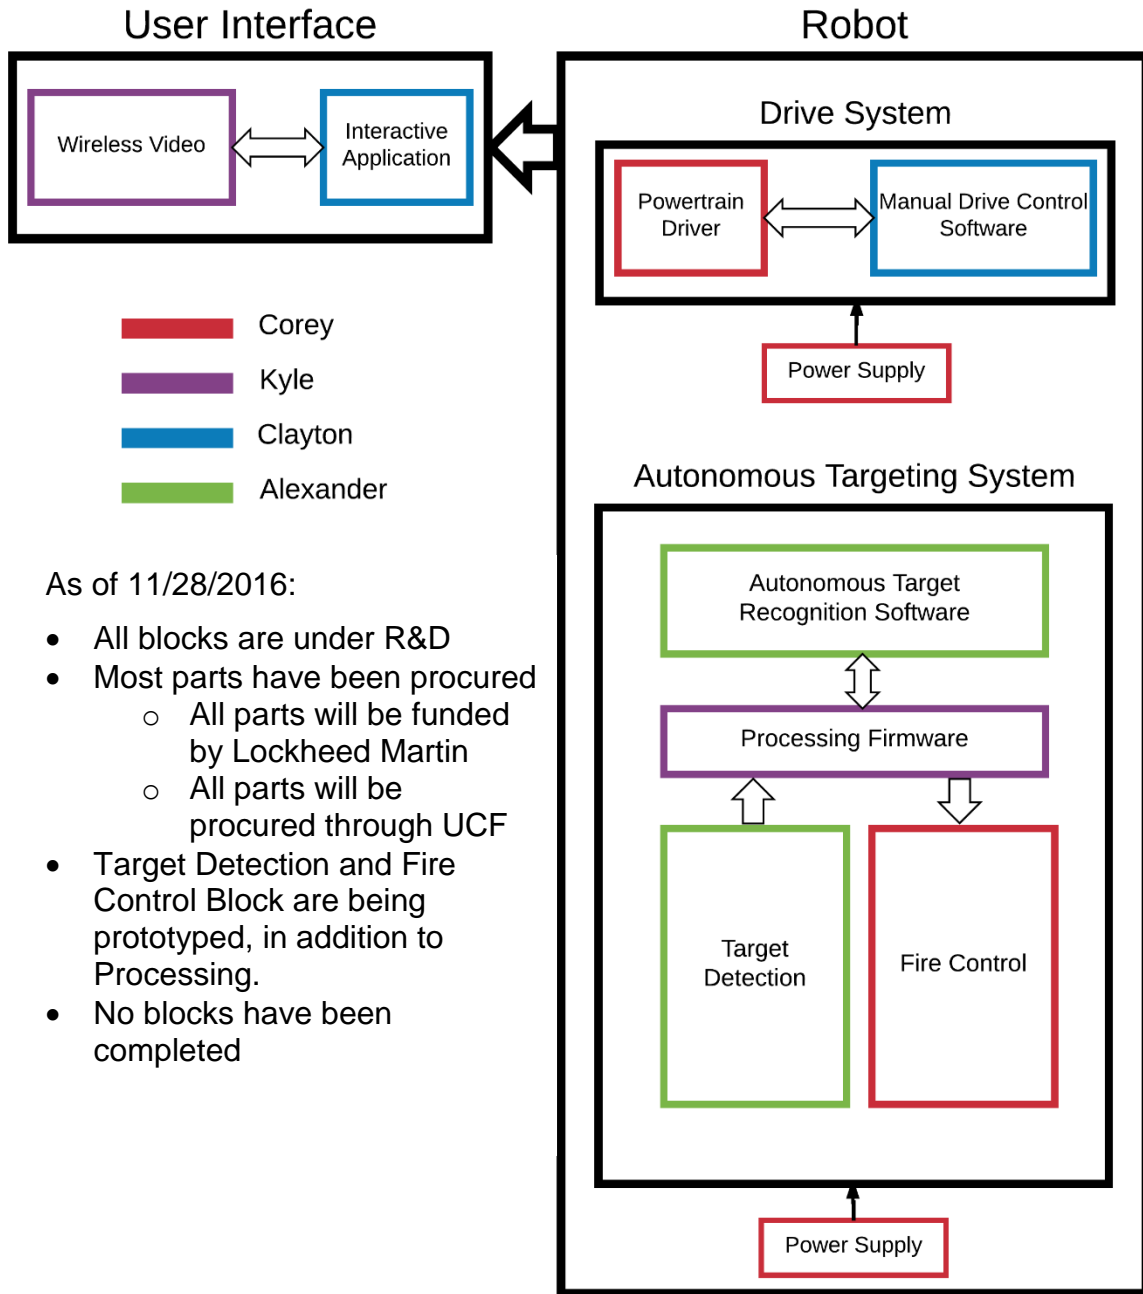 User Interface
Wireless Video
Interactive
Application
Corey
Kyle
Clayton
Alexander
As of 11/28/2016:
• All blocks are under R&D
• Most parts have been procured
o All parts will be funded
by Lockheed Martin
o All parts will be
procured through UCF
• Target Detection and Fire
Control Block are being
prototyped, in addition to
Processing.
• No blocks have been
completed
Robot
Drive System
Powertrain
Driver
Manual Drive Control
Software
Power Supply
Autonomous Targeting System
Autonomous Target
Recognition Software
Processing Firmware
Target
Detection
Fire Control
Power Supply